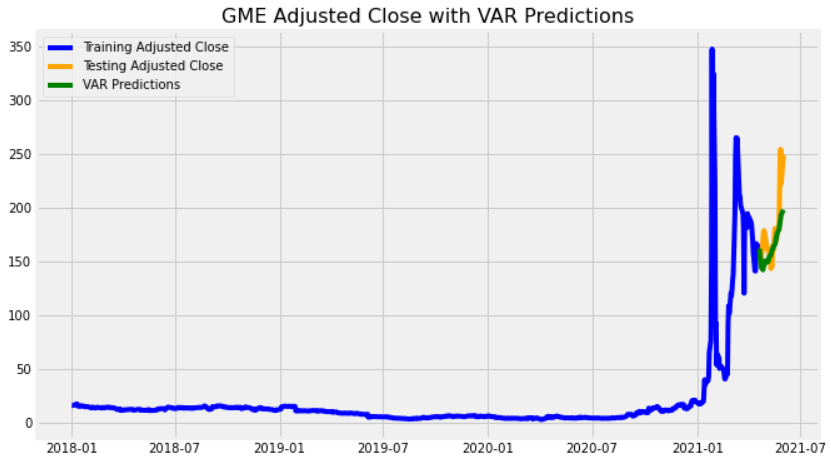 GME Adjusted Close with VAR Predictions
Training Adjusted Close
Testing Adjusted Close
VAR Predictions
350
300
250
200
150
100
50
0
2018-01 2018-07 2019-01 2019-07 2020-01 2020-07 2021-01 2021-07